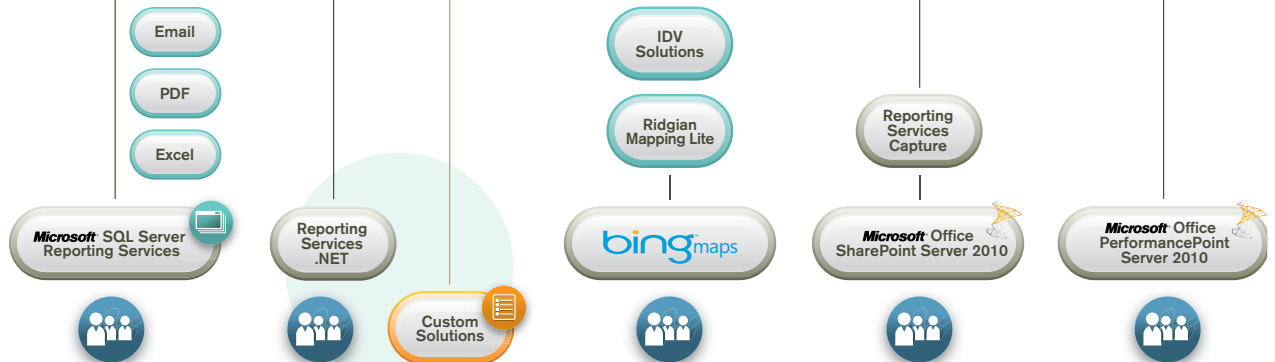 Email
PDF
Excel
IDV
Solutions
Ridgian
Mapping Lite
Reporting
Services
Capture
Microsoft SQL Server
Reporting Services
Reporting
Services
.NET
Custom
Solutions
bing maps
Microsoft Office
SharePoint Server 2010
Microsoft Office
PerformancePoint
Server 2010